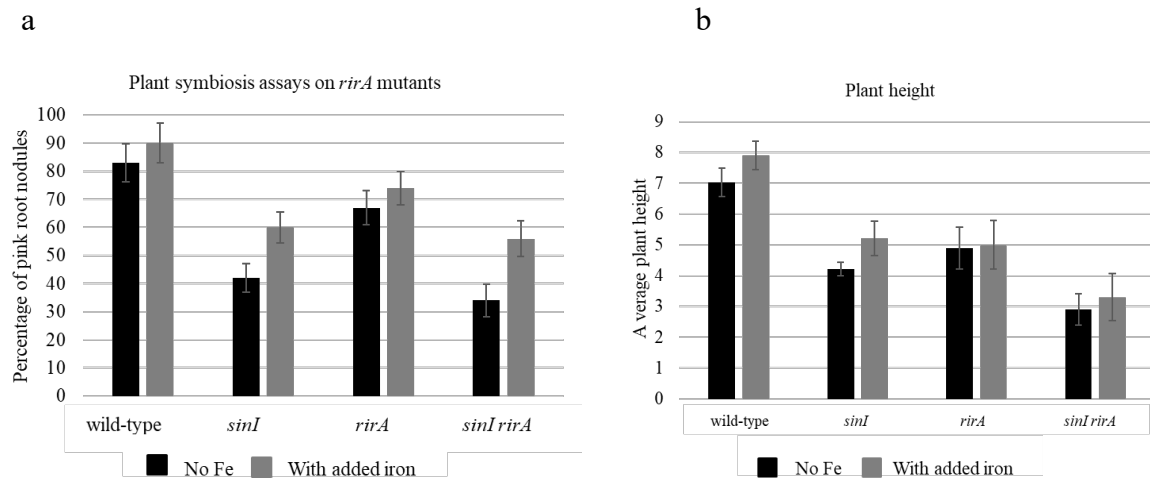 a
Plant symbiosis assays on rirA mutants
Percentage of pink root nodules
100
90
80
70
60
50
40
30
20
10
0
wild-type sinI rirA sinI rirA
No Fe With added iron
b
Plant height
A verage plant height
9
8
7
6
5
4
3
2
1
0
wild-type sinI rirA sinI rirA
No Fe With added iron